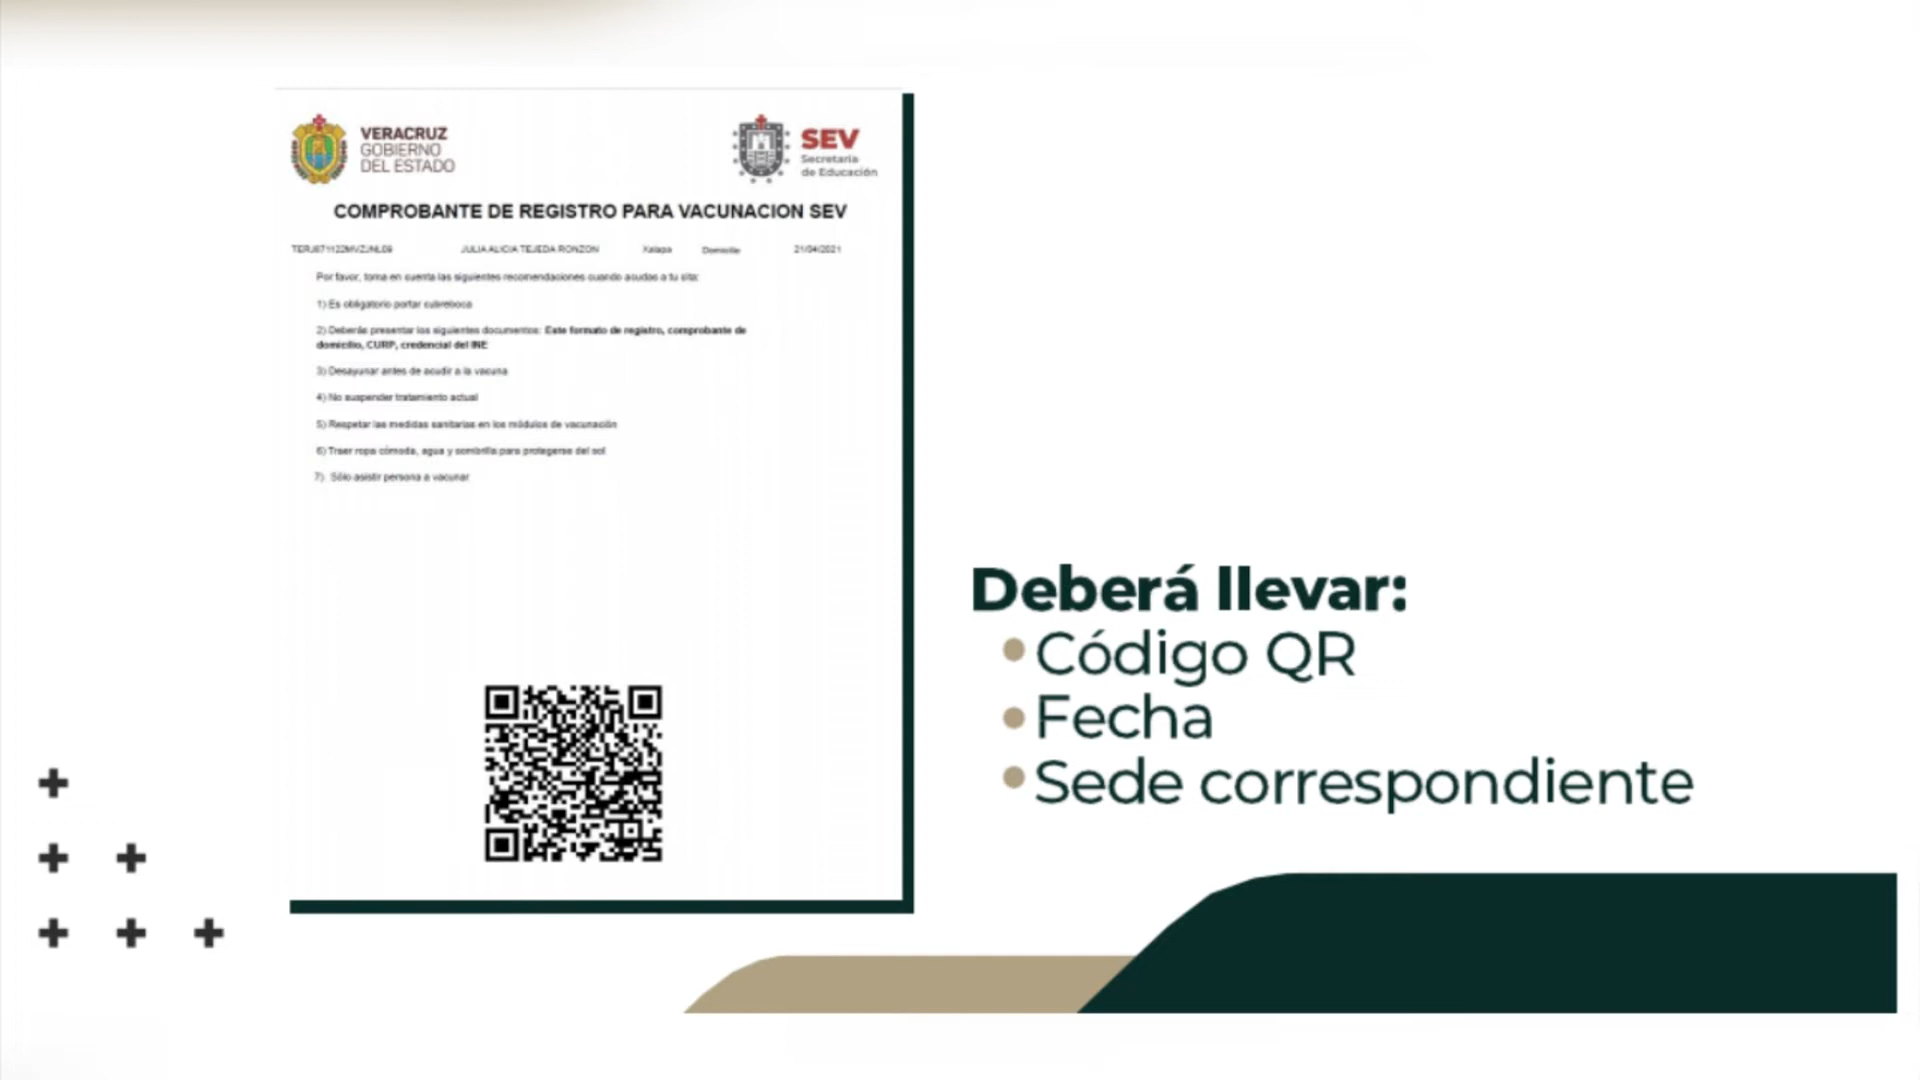 VERACRUZ
GOBIERNO
DEL ESTADO
SEV
Secretaría
de Educación
COMPROBANTE DE REGISTRO PARA VACUNACION SEV
JULIA ALICIA TEJEDA RONZON Xalapa Domicilio 21/04/2021
Por favor, toma en cuenta las siguientes recomendaciones cuando acudas a tu cita:
1) Es obligatorio portar cubreboca
2) Deberás presentar los siguientes documentos: Este formato de registro, comprobante de
domicilio, CURP, credencial del INE
3) Desayunar antes de acudir a la vacuna
4) No suspender tratamiento actual
5) Respetar las medidas sanitarias en los módulos de vacunación
6) Traer ropa cómoda, agua y sombrilla para protegerse del sol
7) Sólo asistir persona a vacunar
Deberá llevar:
Código QR
Fecha
Sede correspondiente